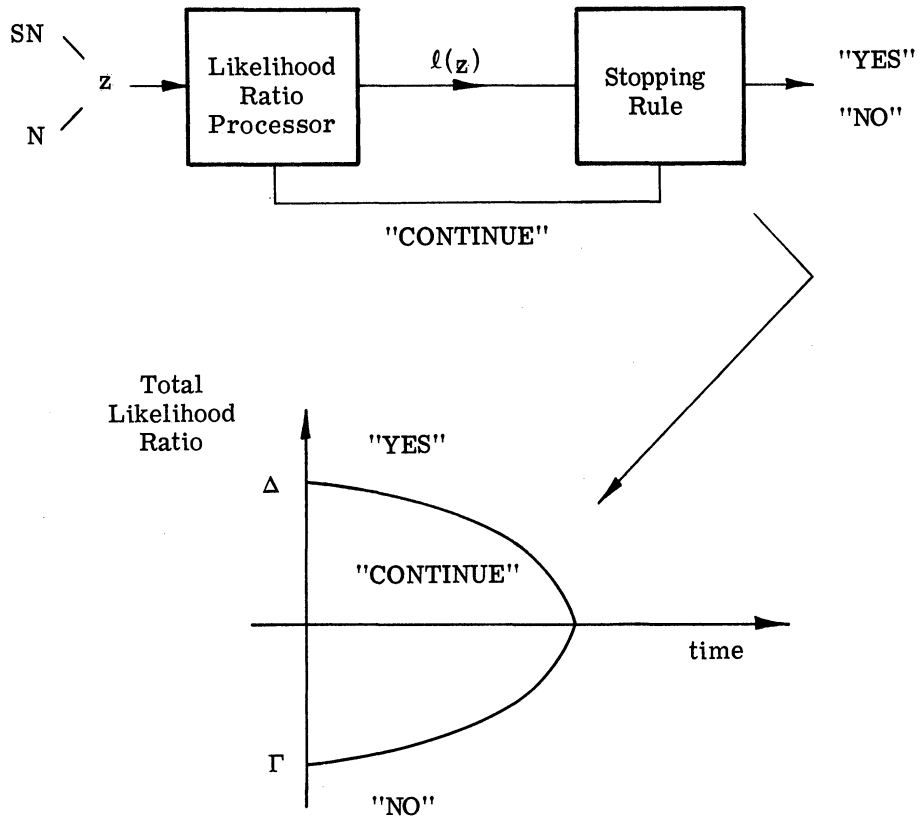 SN
N
z
Likelihood
Ratio
Processor
ℓ(z)
Stopping
Rule
"YES"
"NO"
"CONTINUE"
Total
Likelihood
Ratio
"YES"
Δ
"CONTINUE"
time
Γ
"NO"